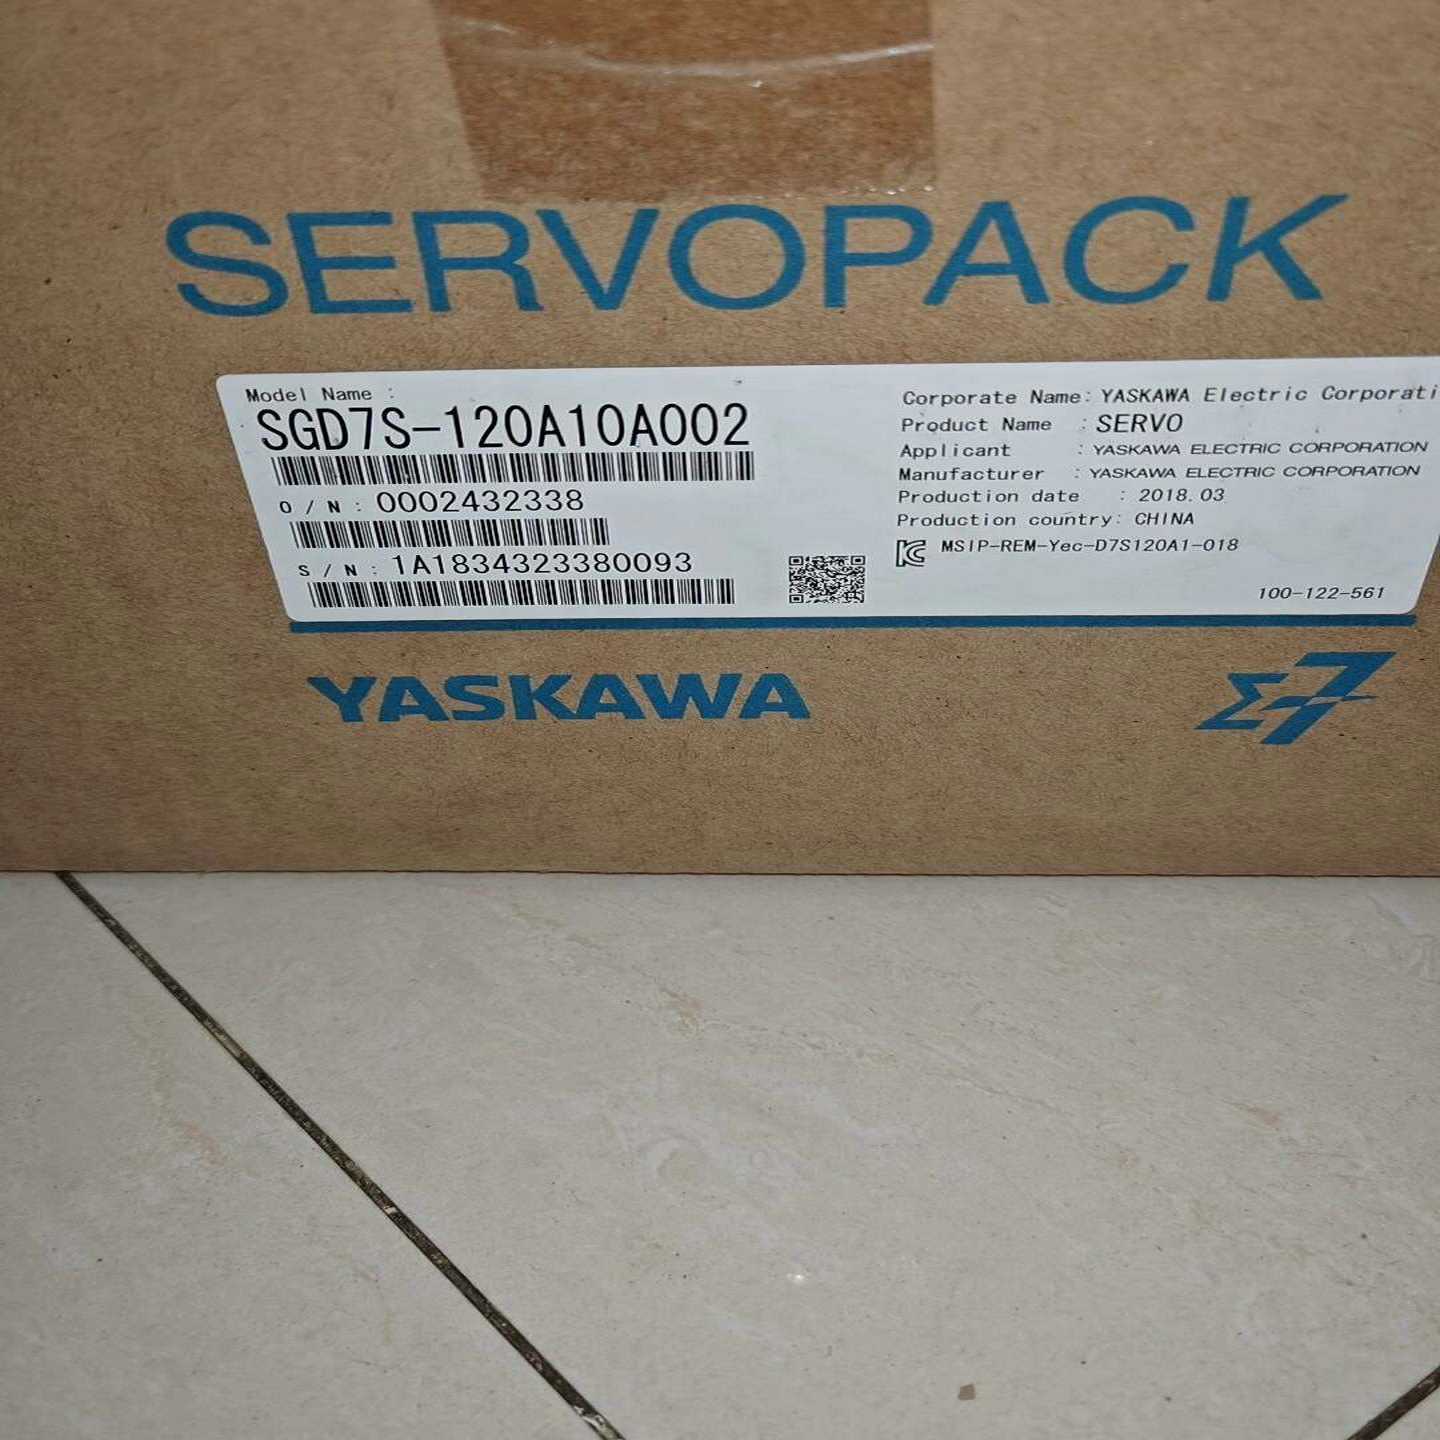 SERVOPACK
Model Name :
SGD7S-120A10A002
O / N : 0002432338
S / N : 1A1834323380093
Corporate Name: YASKAWA Electric Corporati
Product Name : SERVO
Applicant : YASKAWA ELECTRIC CORPORATION
Manufacturer : YASKAWA ELECTRIC CORPORATION
Production date : 2018.03
Production country: CHINA
MSIP-REM-Yec-D7S120A1-018
100-122-561
YASKAWA
Σ-7